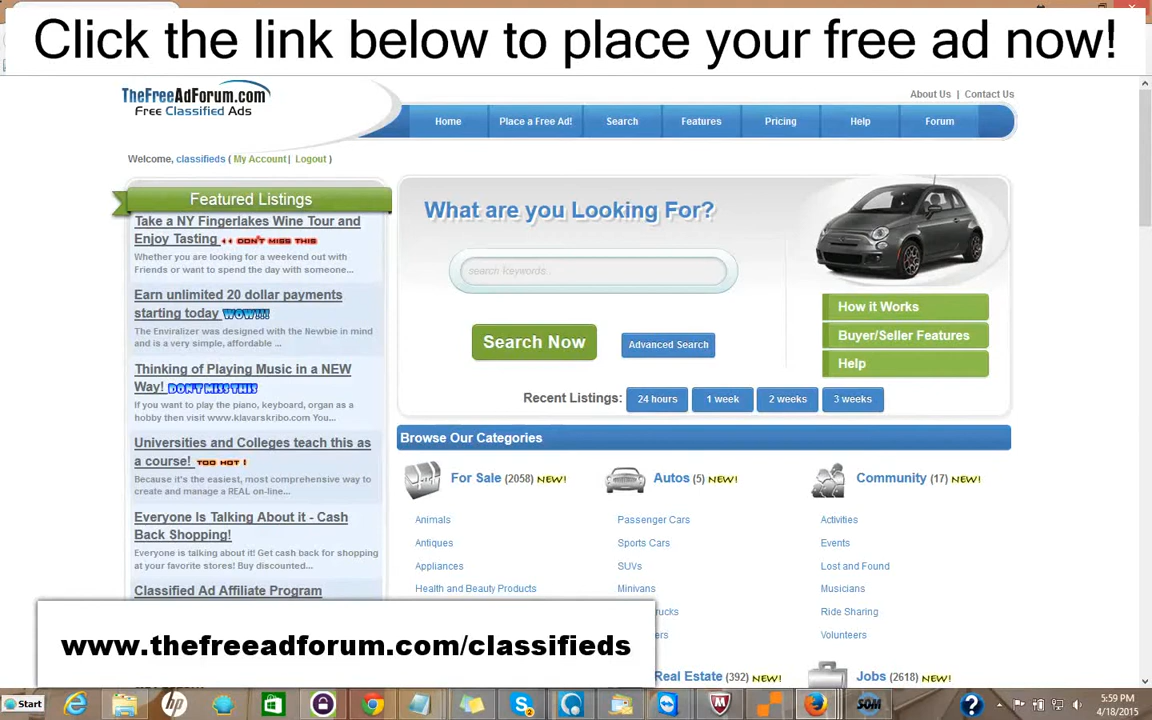 Click the link below to place your free ad now!
TheFreeAdForum.com
Free Classified Ads
About Us | Contact Us
Home
Place a Free Ad!
Search
Features
Pricing
Help
Forum
Welcome, classifieds ( My Account | Logout )
Featured Listings
Take a NY Fingerlakes Wine Tour and
Enjoy Tasting DON'T MISS THIS
Whether you are looking for a weekend out with
Friends or want to spend the day with someone...
Earn unlimited 20 dollar payments
starting today WOW!!!
The Enviralizer was designed with the Newbie in mind
and is a very simple, affordable ...
Thinking of Playing Music in a NEW
Way! DON'T MISS THIS
If you want to play the piano, keyboard, organ as a
hobby then visit www.klavarskribo.com You...
Universities and Colleges teach this as
a course! TOO HOT !
Because it's the easiest, most comprehensive way to
create and manage a REAL on-line...
Everyone Is Talking About it - Cash
Back Shopping!
Everyone is talking about it! Get cash back for shopping
at your favorite stores! Buy discounted...
Classified Ad Affiliate Program
What are you Looking For?
search keywords...
Search Now
Advanced Search
How it Works
Buyer/Seller Features
Help
Recent Listings:
24 hours
1 week
2 weeks
3 weeks
Browse Our Categories
For Sale (2058) NEW!
Animals
Antiques
Appliances
Health and Beauty Products
Autos (5) NEW!
Passenger Cars
Sports Cars
SUVs
Minivans
Community (17) NEW!
Activities
Events
Lost and Found
Musicians
Ride Sharing
Volunteers
Real Estate (392) NEW!
Jobs (2618) NEW!
www.thefreeadforum.com/classifieds
Start
SOM
5:59 PM
4/18/2015